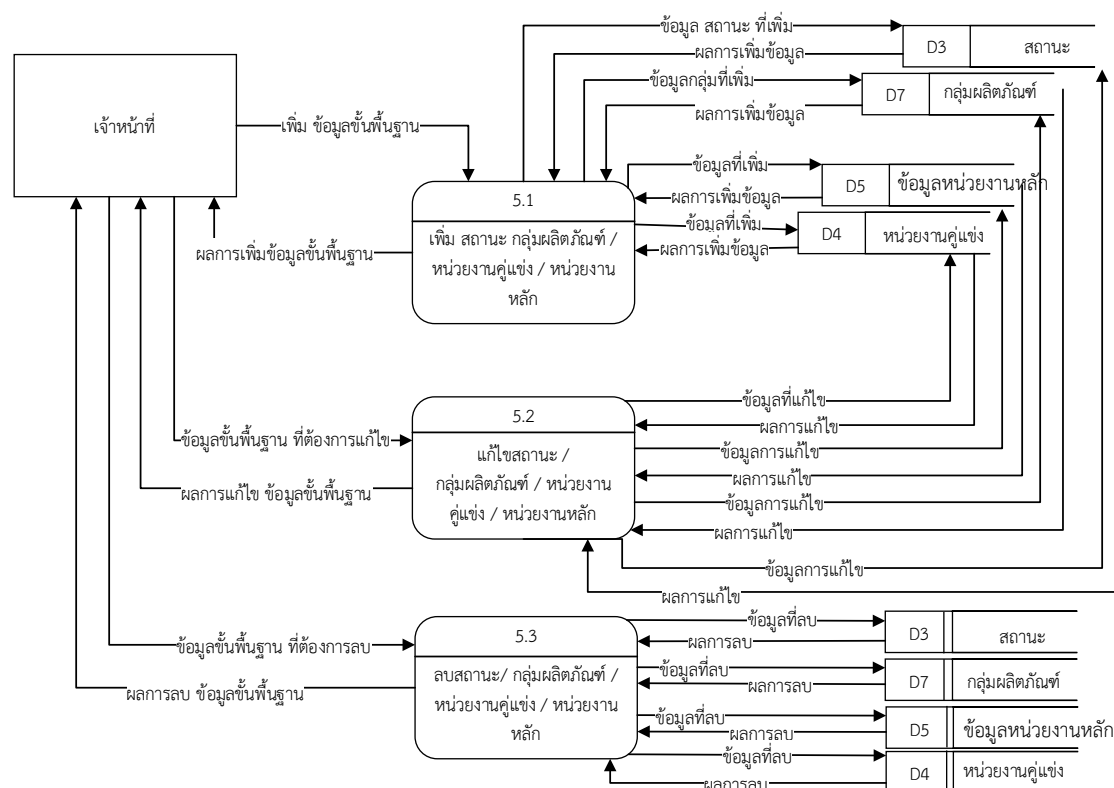 ข้อมูล สถานะ ที่เพิ่ม
D3
สถานะ
ผลการเพิ่มข้อมูล
ข้อมูลกลุ่มที่เพิ่ม
D7
กลุ่มผลิตภัณฑ์
ผลการเพิ่มข้อมูล
เจ้าหน้าที่
เพิ่ม ข้อมูลขั้นพื้นฐาน
ข้อมูลที่เพิ่ม
D5
ข้อมูลหน่วยงานหลัก
ผลการเพิ่มข้อมูล
5.1
ข้อมูลที่เพิ่ม
D4
หน่วยงานคู่แข่ง
ผลการเพิ่มข้อมูล
ผลการเพิ่มข้อมูลขั้นพื้นฐาน
เพิ่ม สถานะ กลุ่มผลิตภัณฑ์ /
หน่วยงานคู่แข่ง / หน่วยงาน
หลัก
ข้อมูลที่แก้ไข
5.2
ผลการแก้ไข
ข้อมูลขั้นพื้นฐาน ที่ต้องการแก้ไข
ข้อมูลการแก้ไข
แก้ไขสถานะ /
กลุ่มผลิตภัณฑ์ / หน่วยงาน
คู่แข่ง / หน่วยงานหลัก
ผลการแก้ไข
ผลการแก้ไข ข้อมูลขั้นพื้นฐาน
ข้อมูลการแก้ไข
ผลการแก้ไข
ข้อมูลการแก้ไข
ผลการแก้ไข
ข้อมูลที่ลบ
D3
สถานะ
5.3
ผลการลบ
ข้อมูลขั้นพื้นฐาน ที่ต้องการลบ
ข้อมูลที่ลบ
D7
กลุ่มผลิตภัณฑ์
ผลการลบ
ลบสถานะ/ กลุ่มผลิตภัณฑ์ /
หน่วยงานคู่แข่ง / หน่วยงาน
หลัก
ผลการลบ ข้อมูลขั้นพื้นฐาน
ข้อมูลที่ลบ
D5
ข้อมูลหน่วยงานหลัก
ผลการลบ
ข้อมูลที่ลบ
D4
หน่วยงานคู่แข่ง
ผลการลบ